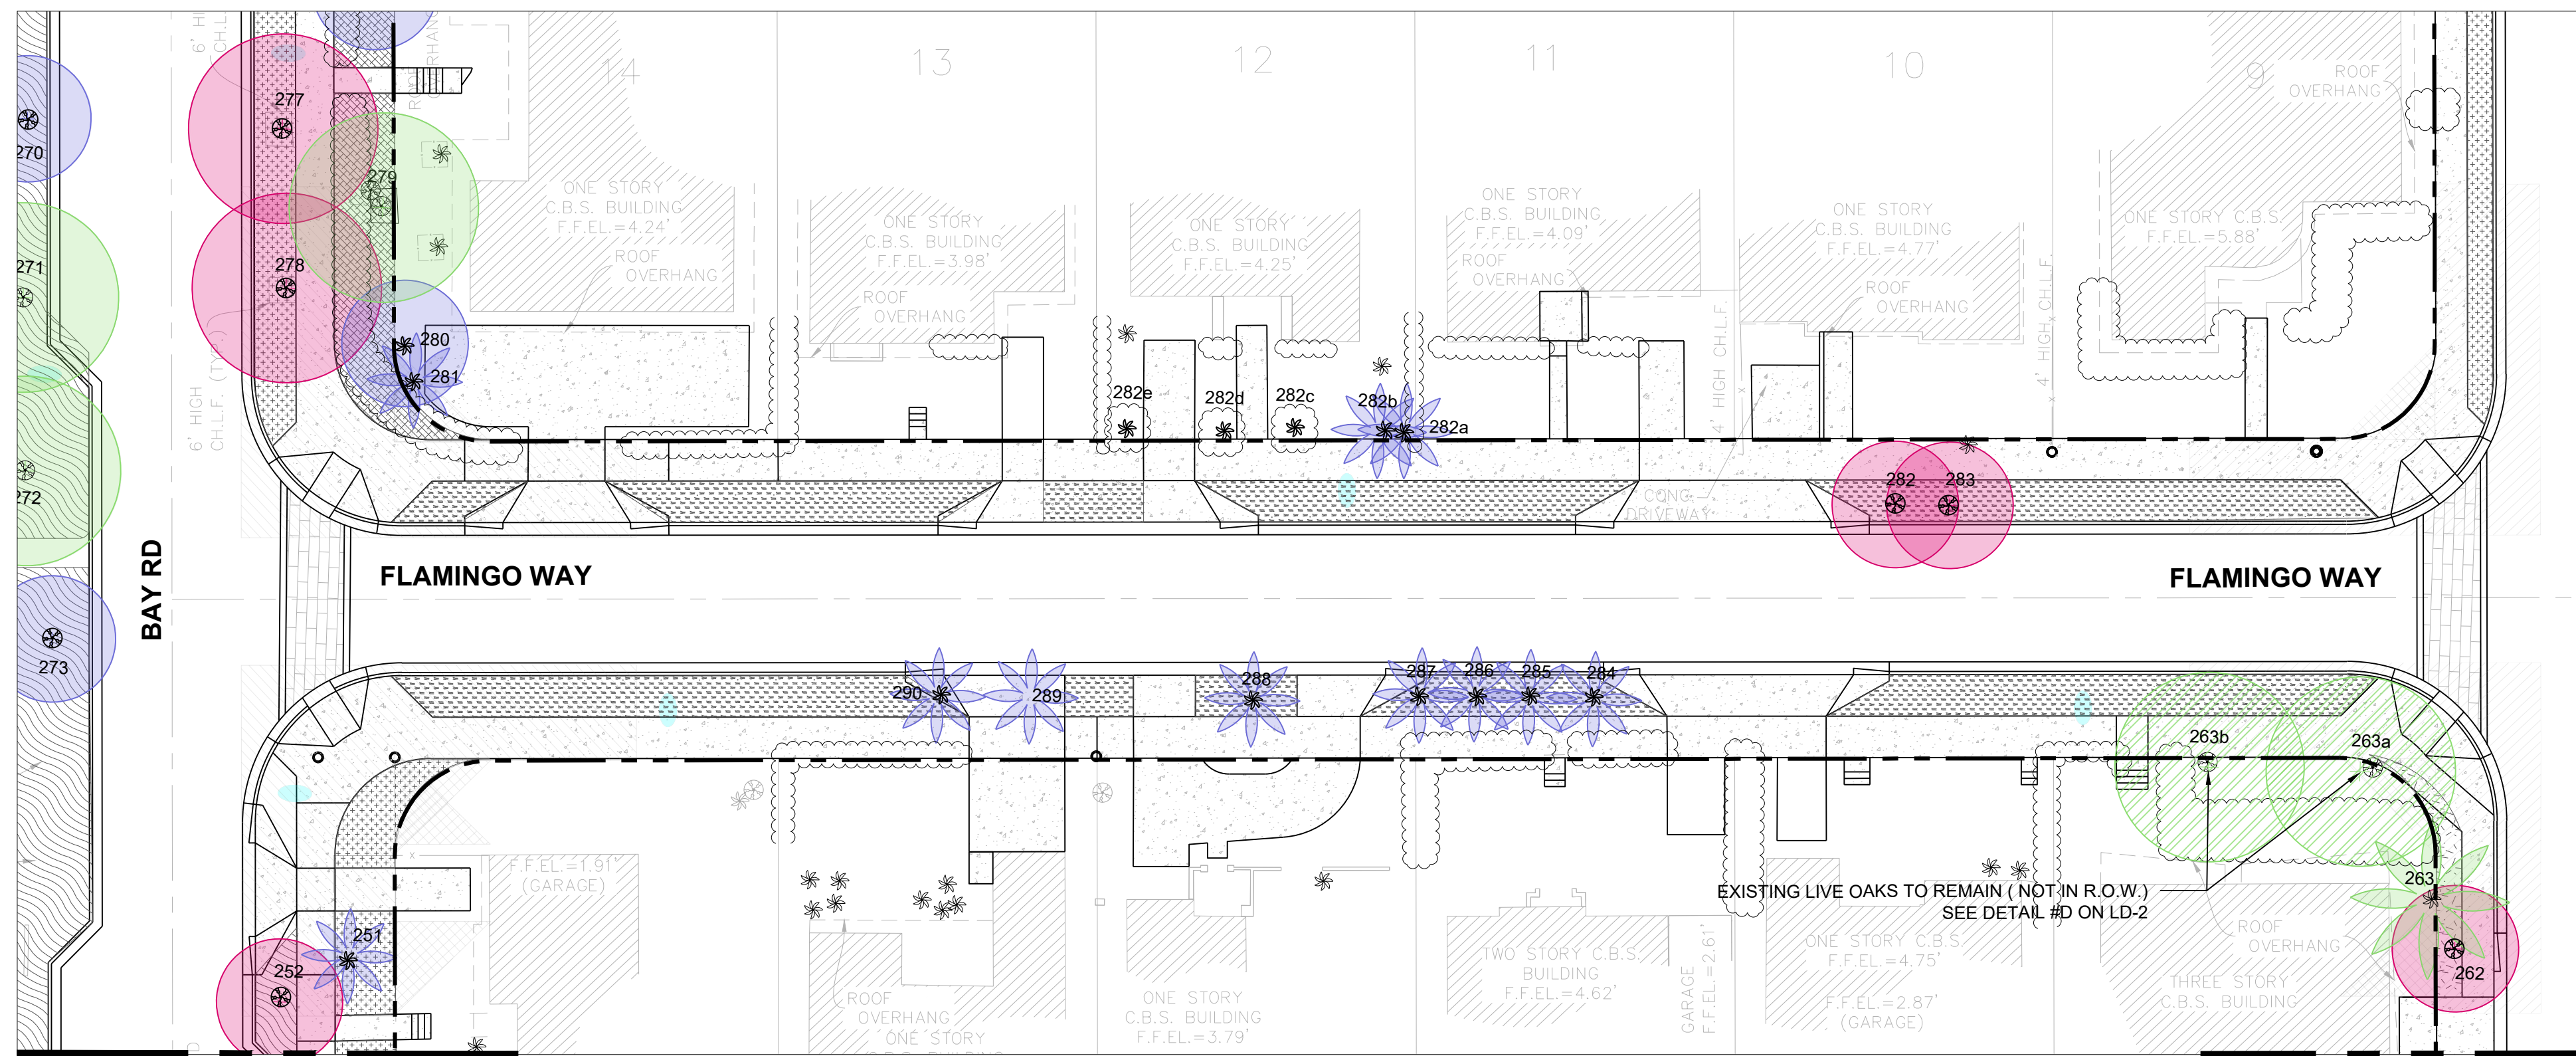 6' HI
CH.L.F.
ROOF
OVERHANG
14
13
12
11
10
9
ROOF
OVERHANG
277
270
279
ONE STORY
C.B.S. BUILDING
F.F.EL.=4.24'
ROOF
OVERHANG
ONE STORY
C.B.S. BUILDING
F.F.EL.=3.98'
ROOF
OVERHANG
ONE STORY
C.B.S. BUILDING
F.F.EL.=4.25'
ONE STORY
C.B.S. BUILDING
F.F.EL.=4.09'
ROOF
OVERHANG
ONE STORY
C.B.S. BUILDING
F.F.EL.=4.77'
ROOF
OVERHANG
ONE STORY C.B.S.
F.F.EL.=5.88'
271
278
280
281
6' HIGH
CH.L.F. (TYP.)
4' HIGH CH.L.F.
4' HIGH CH.L.F.
282e
282d
282c
282b
282a
272
282
283
CONC.
DRIVEWAY
BAY RD
FLAMINGO WAY
FLAMINGO WAY
273
290
289
288
287
286
285
284
263b
263a
F.F.EL.=1.91'
(GARAGE)
EXISTING LIVE OAKS TO REMAIN ( NOT IN R.O.W.)
SEE DETAIL #D ON LD-2
263
251
252
262
ROOF
OVERHANG
ONE STORY
C.B.S. BUILDING
ONE STORY
C.B.S. BUILDING
F.F.EL.=3.79'
TWO STORY C.B.S.
BUILDING
F.F.EL.=4.62'
GARAGE
F.F.EL.=2.61'
ONE STORY C.B.S.
F.F.EL.=4.75'
F.F.EL.=2.87'
(GARAGE)
ROOF
OVERHANG
THREE STORY
C.B.S. BUILDING